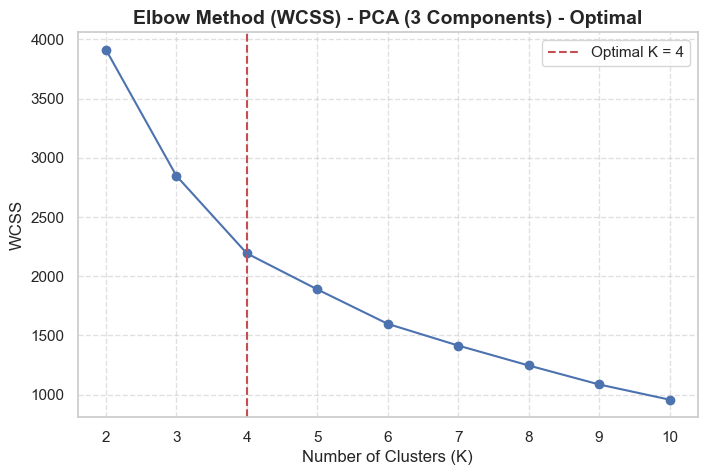 Elbow Method (WCSS) - PCA (3 Components) - Optimal
Optimal K = 4
WCSS
4000
3500
3000
2500
2000
1500
1000
2 3 4 5 6 7 8 9 10
Number of Clusters (K)